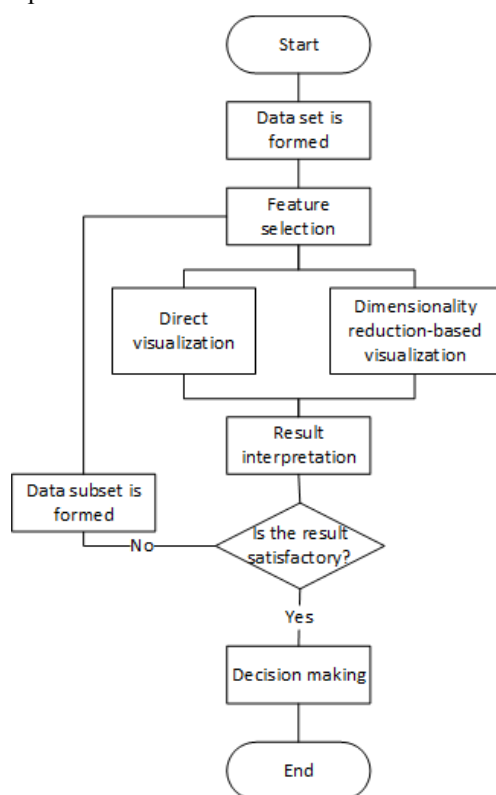 Start
Data set is
formed
Feature
selection
Direct
visualization
Dimensionality
reduction-based
visualization
Result
interpretation
Data subset is
formed
Is the result
satisfactory?
No
Yes
Decision making
End